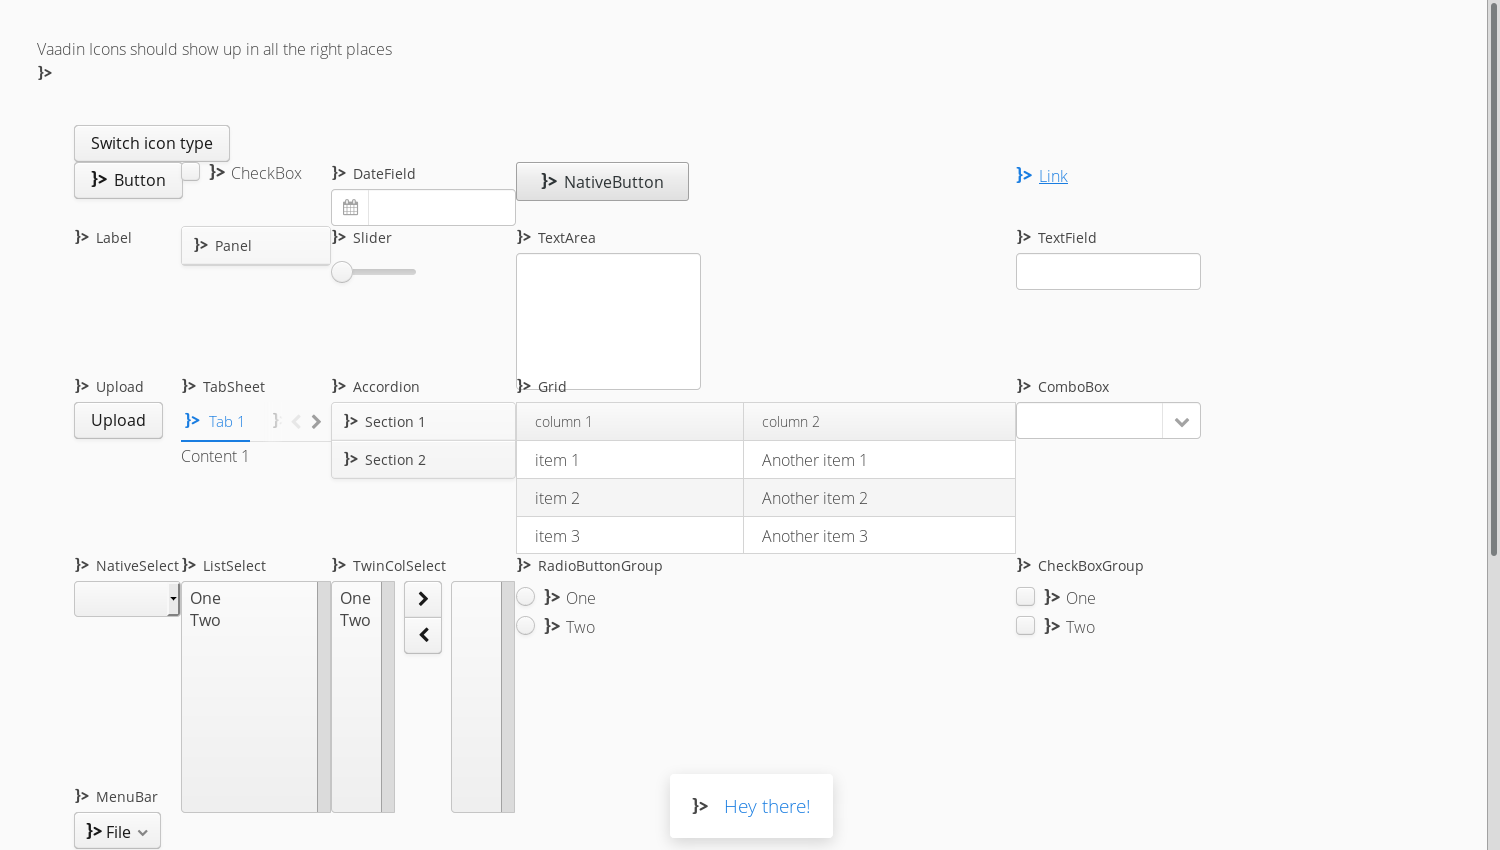 Vaadin Icons should show up in all the right places
Switch icon type
Button
CheckBox
DateField
NativeButton
Link
Label
Panel
Slider
TextArea
TextField
Upload
TabSheet
Accordion
Grid
ComboBox
Upload
Tab 1
Section 1
column 1 column 2
Content 1
Section 2
item 1 Another item 1
item 2 Another item 2
item 3 Another item 3
NativeSelect
ListSelect
TwinColSelect
RadioButtonGroup
CheckBoxGroup
One
Two
One
Two
One
Two
One
Two
MenuBar
File
Hey there!